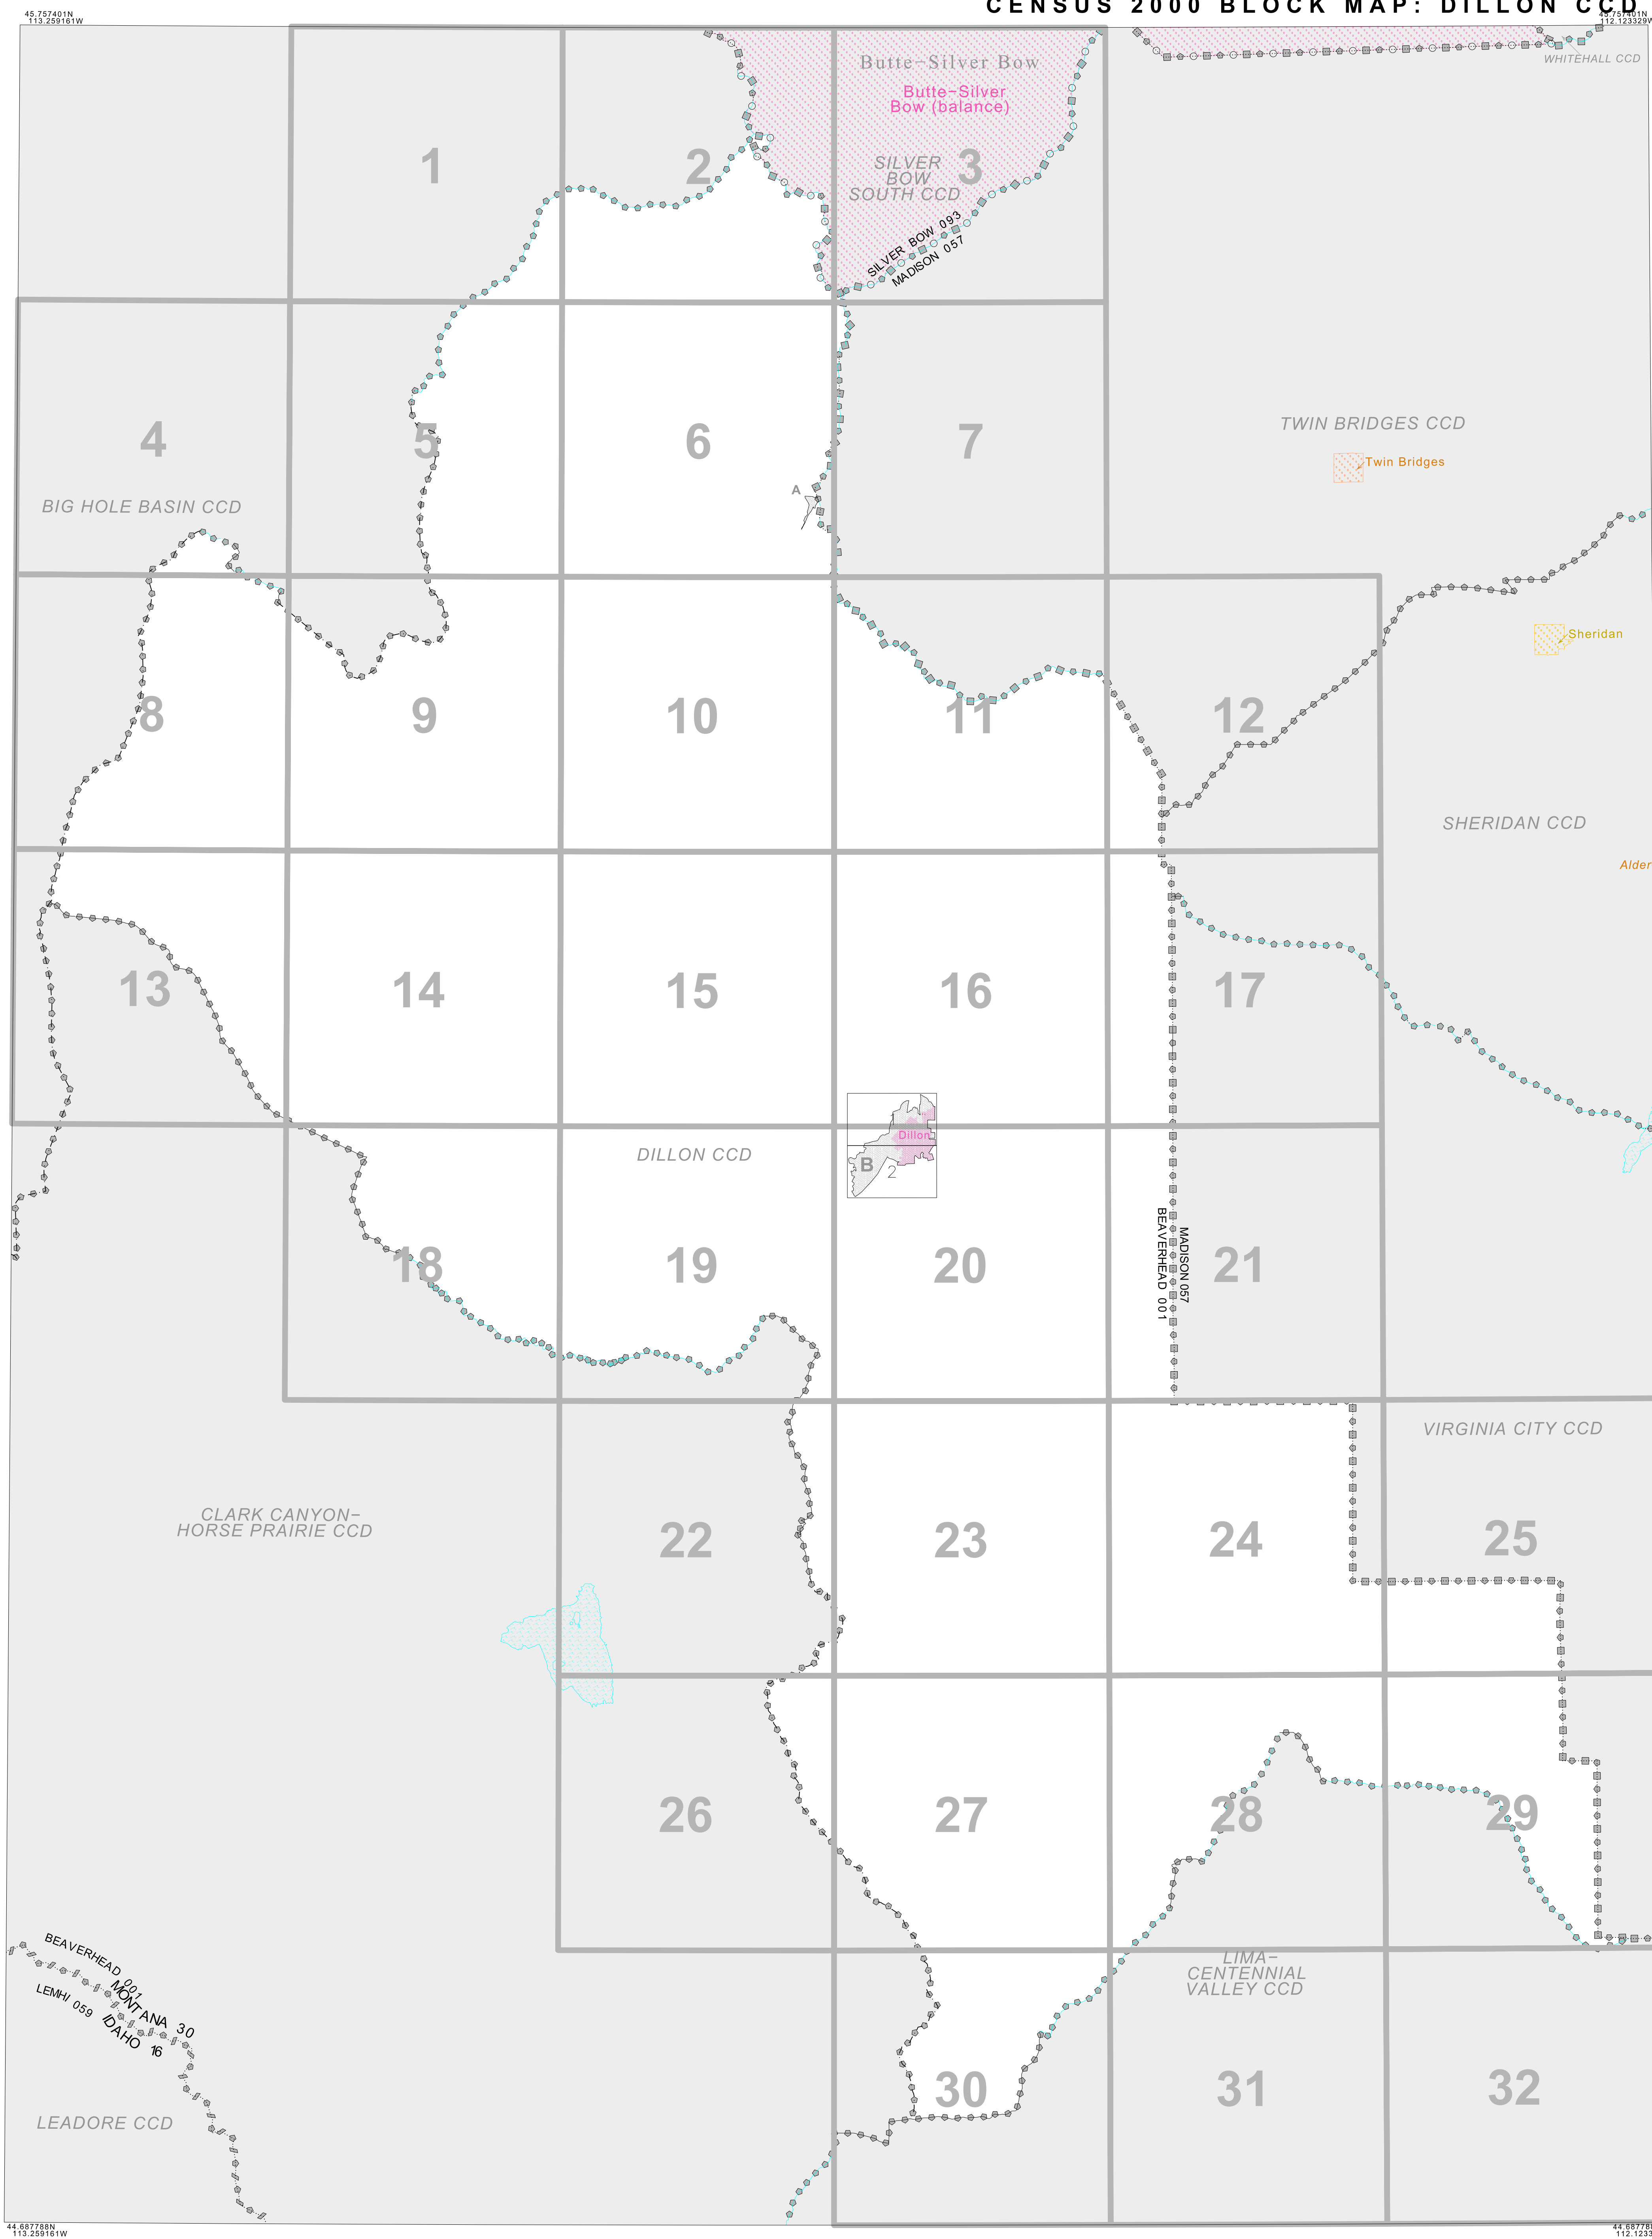 CENSUS 2000 BLOCK MAP: DILLON CCD
45.757401N
113.259161W
45.757401N
112.123329W
WHITEHALL CCD
Butte−Silver Bow
Butte−Silver
Bow (balance)
1
2
3
SILVER
BOW
SOUTH CCD
SILVER BOW 093
MADISON 057
TWIN BRIDGES CCD
4
5
6
7
Twin Bridges
A
BIG HOLE BASIN CCD
Sheridan
8
9
10
11
12
SHERIDAN CCD
Alder
13
14
15
16
17
Dillon
DILLON CCD
B
2
MADISON 057
BEAVERHEAD 001
18
19
20
21
VIRGINIA CITY CCD
CLARK CANYON−
HORSE PRAIRIE CCD
22
23
24
25
26
27
28
29
BEAVERHEAD 001
MONTANA 30
LEMHI 059
IDAHO 16
LIMA−
CENTENNIAL
VALLEY CCD
30
31
32
LEADORE CCD
44.687788N
113.259161W